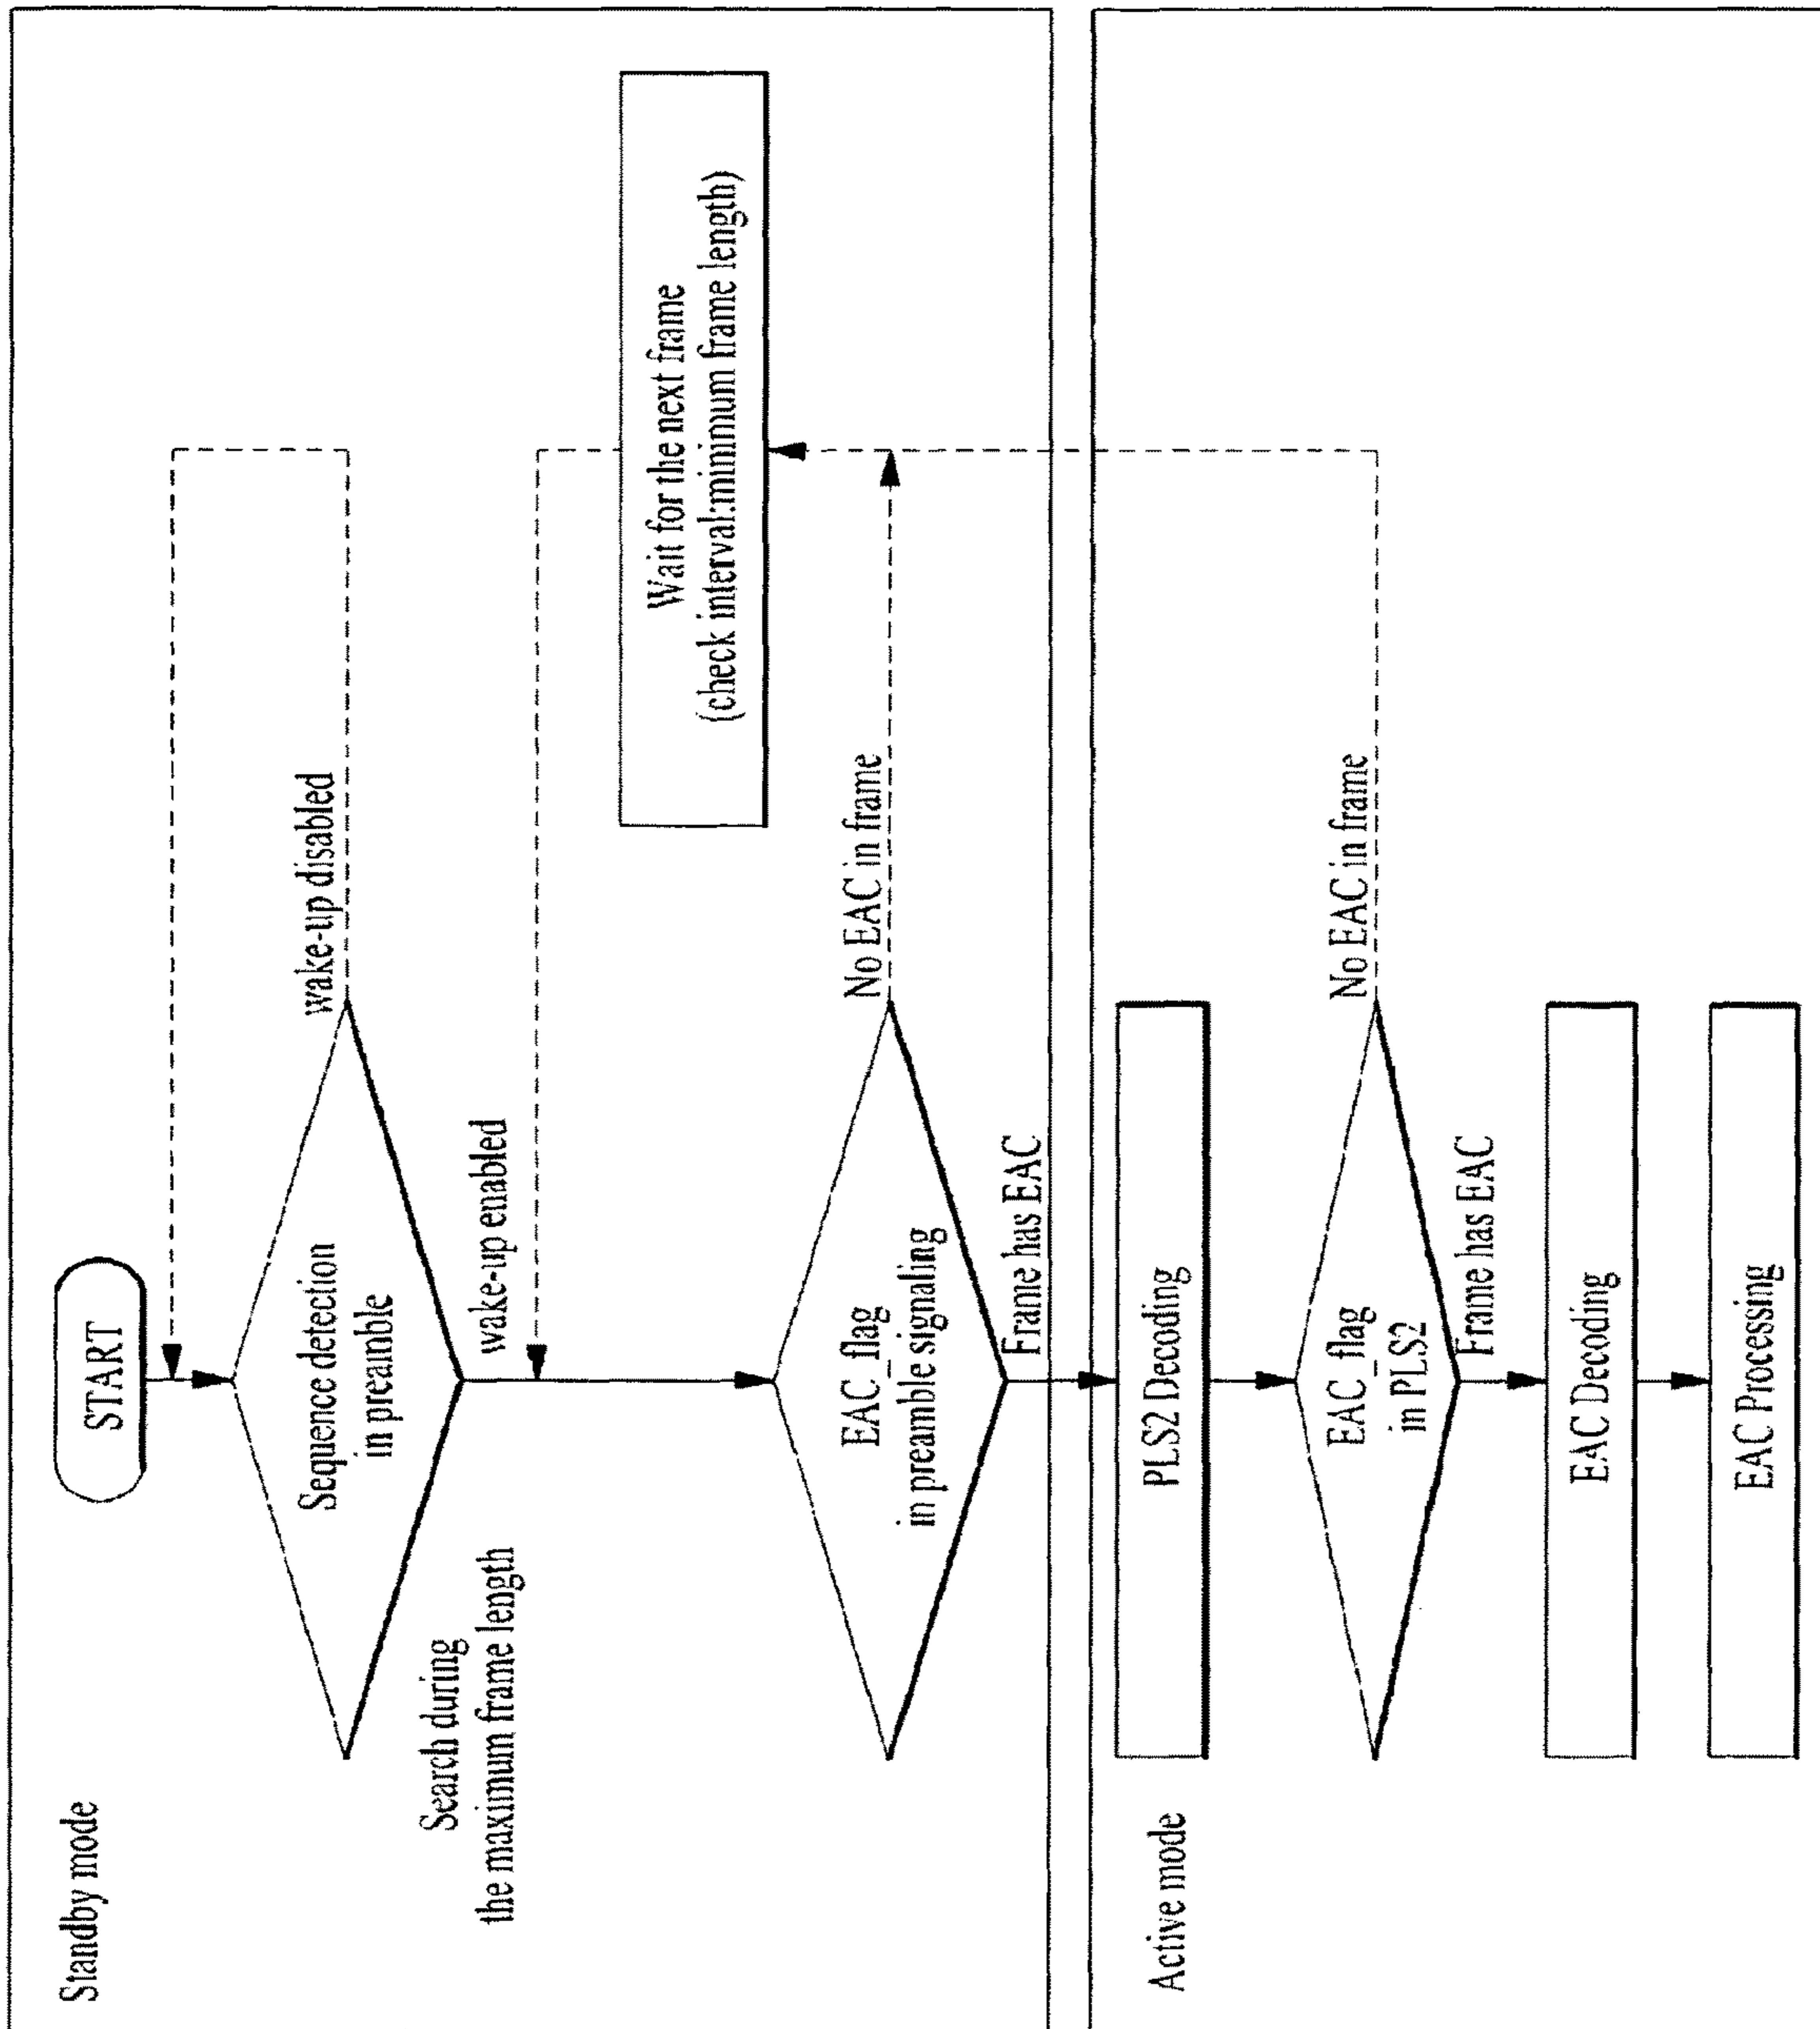 Standby mode
START
Sequence detection
in preamble
wake-up disabled
Search during
the maximum frame length
wake-up enabled
Wait for the next frame
(check interval:minimum frame length)
EAC_flag
in preamble signaling
No EAC in frame
Frame has EAC
Active mode
PLS2 Decoding
EAC_flag
in PLS2
No EAC in frame
Frame has EAC
EAC Decoding
EAC Processing